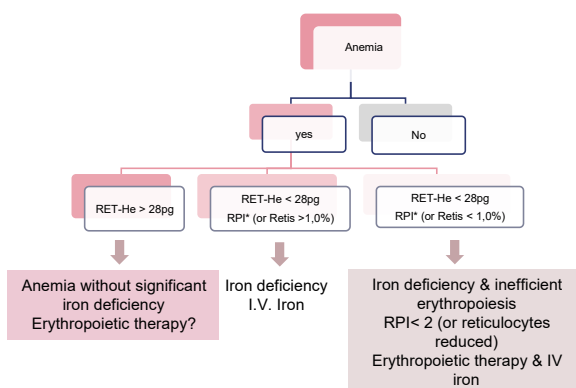 Anemia
yes
No
RET-He > 28pg
RET-He < 28pg
RPI* (or Retis >1,0%)
RET-He < 28pg
RPI* (or Retis < 1,0%)
Anemia without significant
iron deficiency
Erythropoietic therapy?
Iron deficiency
I.V. Iron
Iron deficiency & inefficient
erythropoiesis
RPI< 2 (or reticulocytes
reduced)
Erythropoietic therapy & IV
iron